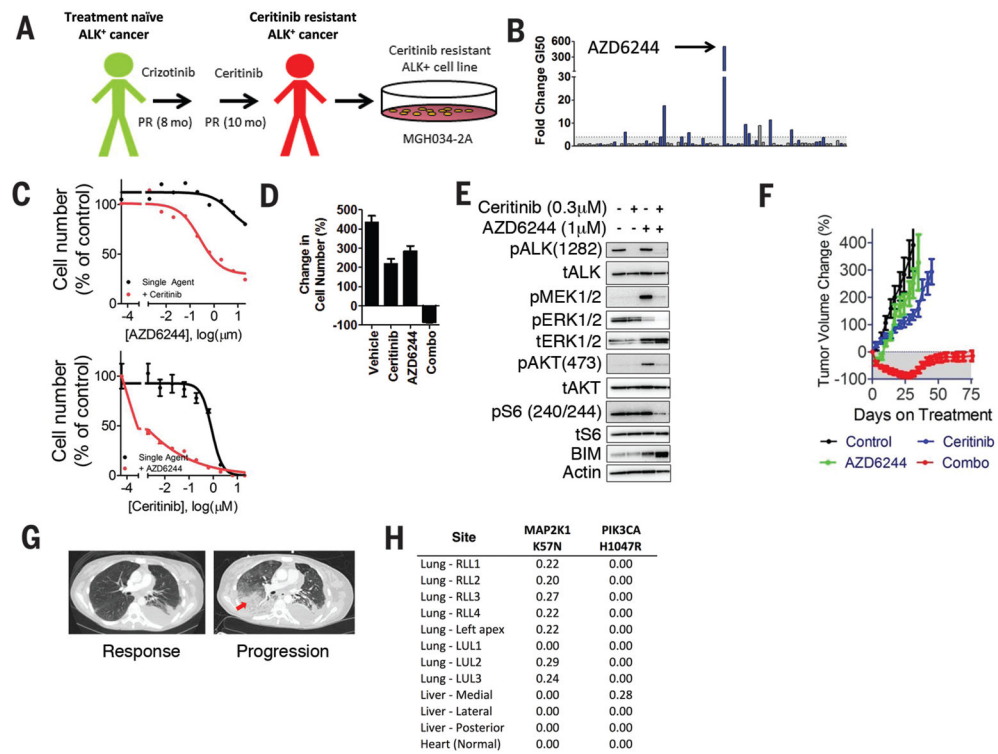 A
Treatment naïve
ALK+ cancer
Ceritinib resistant
ALK+ cancer
Crizotinib
Ceritinib
PR (8 mo)
PR (10 mo)
Ceritinib resistant
ALK+ cell line
MGH034-2A
B
AZD6244
Fold Change GI50
600
300
30
20
10
0
C
Cell number
(% of control)
100
50
0
Single Agent
+ Ceritinib
-4 -2 -1 0 1
[AZD6244], log(μm)
Cell number
(% of control)
100
50
0
Single Agent
+ AZD6244
-4 -2 0 2
[Ceritinib], log(μM)
D
Change in
Cell Number (%)
500
400
300
200
100
0
-100
Vehicle
Ceritinib
AZD6244
Combo
E
Ceritinib (0.3μM) - + - +
AZD6244 (1μM) - - + +
pALK(1282)
tALK
pMEK1/2
pERK1/2
tERK1/2
pAKT(473)
tAKT
pS6 (240/244)
tS6
BIM
Actin
F
Tumor Volume Change (%)
400
300
200
100
0
-100
0 25 50 75
Days on Treatment
Control
Ceritinib
AZD6244
Combo
G
Response
Progression
H
Site MAP2K1 K57N PIK3CA H1047R
Lung - RLL1 0.22 0.00
Lung - RLL2 0.20 0.00
Lung - RLL3 0.27 0.00
Lung - RLL4 0.22 0.00
Lung - Left apex 0.22 0.00
Lung - LUL1 0.00 0.00
Lung - LUL2 0.29 0.00
Lung - LUL3 0.24 0.00
Liver - Medial 0.00 0.28
Liver - Lateral 0.00 0.00
Liver - Posterior 0.00 0.00
Heart (Normal) 0.00 0.00